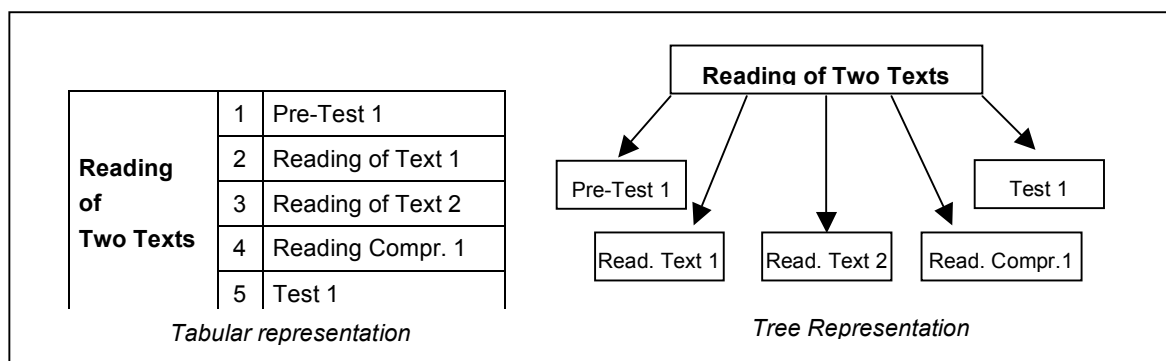 Reading
of
Two Texts
1 Pre-Test 1
2 Reading of Text 1
3 Reading of Text 2
4 Reading Compr. 1
5 Test 1
Tabular representation
Reading of Two Texts
Pre-Test 1
Test 1
Read. Text 1
Read. Text 2
Read. Compr.1
Tree Representation